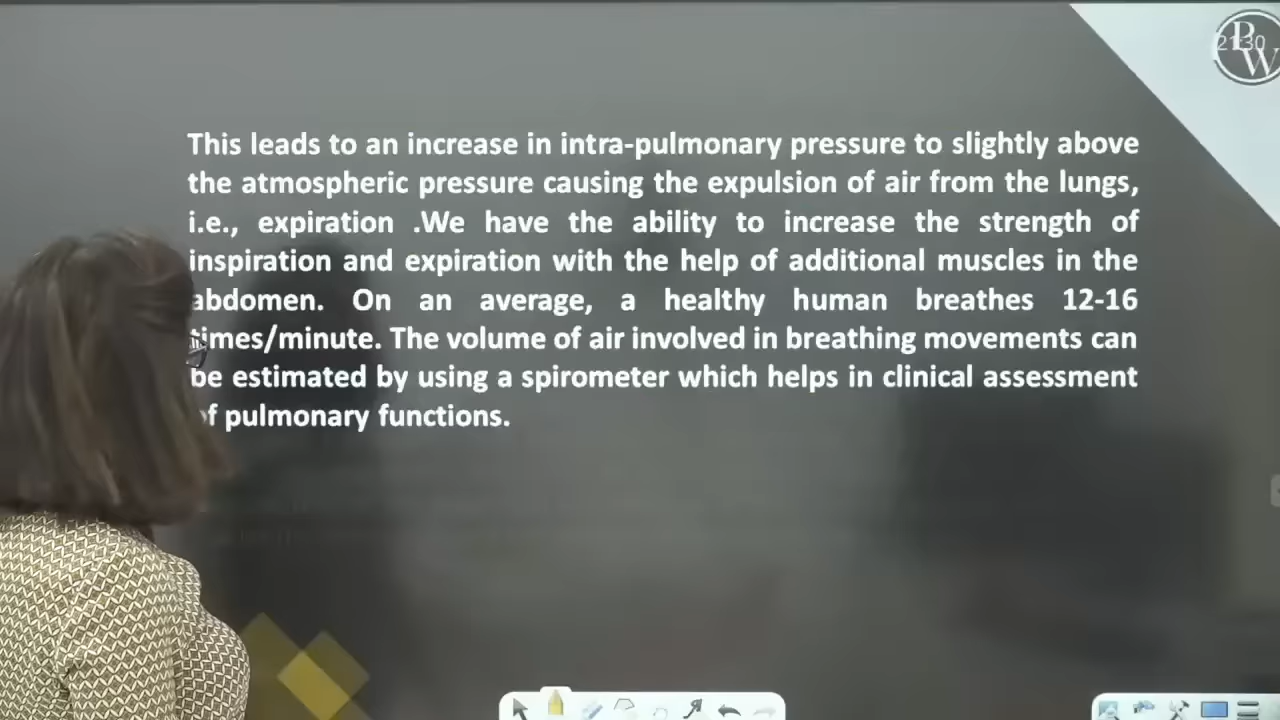 21:30
PW
This leads to an increase in intra-pulmonary pressure to slightly above
the atmospheric pressure causing the expulsion of air from the lungs,
i.e., expiration .We have the ability to increase the strength of
inspiration and expiration with the help of additional muscles in the
abdomen. On an average, a healthy human breathes 12-16
times/minute. The volume of air involved in breathing movements can
be estimated by using a spirometer which helps in clinical assessment
of pulmonary functions.